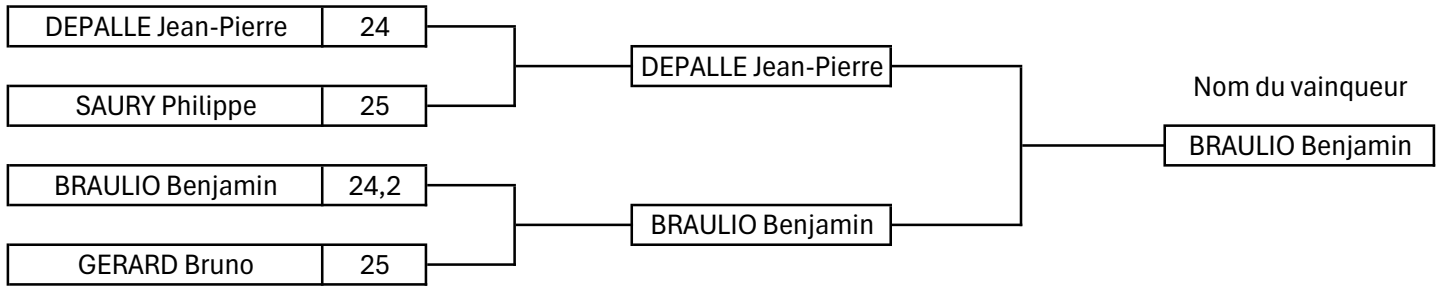 DEPALLE Jean-Pierre 24
SAURY Philippe 25
BRAULIO Benjamin 24,2
GERARD Bruno 25
DEPALLE Jean-Pierre
BRAULIO Benjamin
Nom du vainqueur
BRAULIO Benjamin